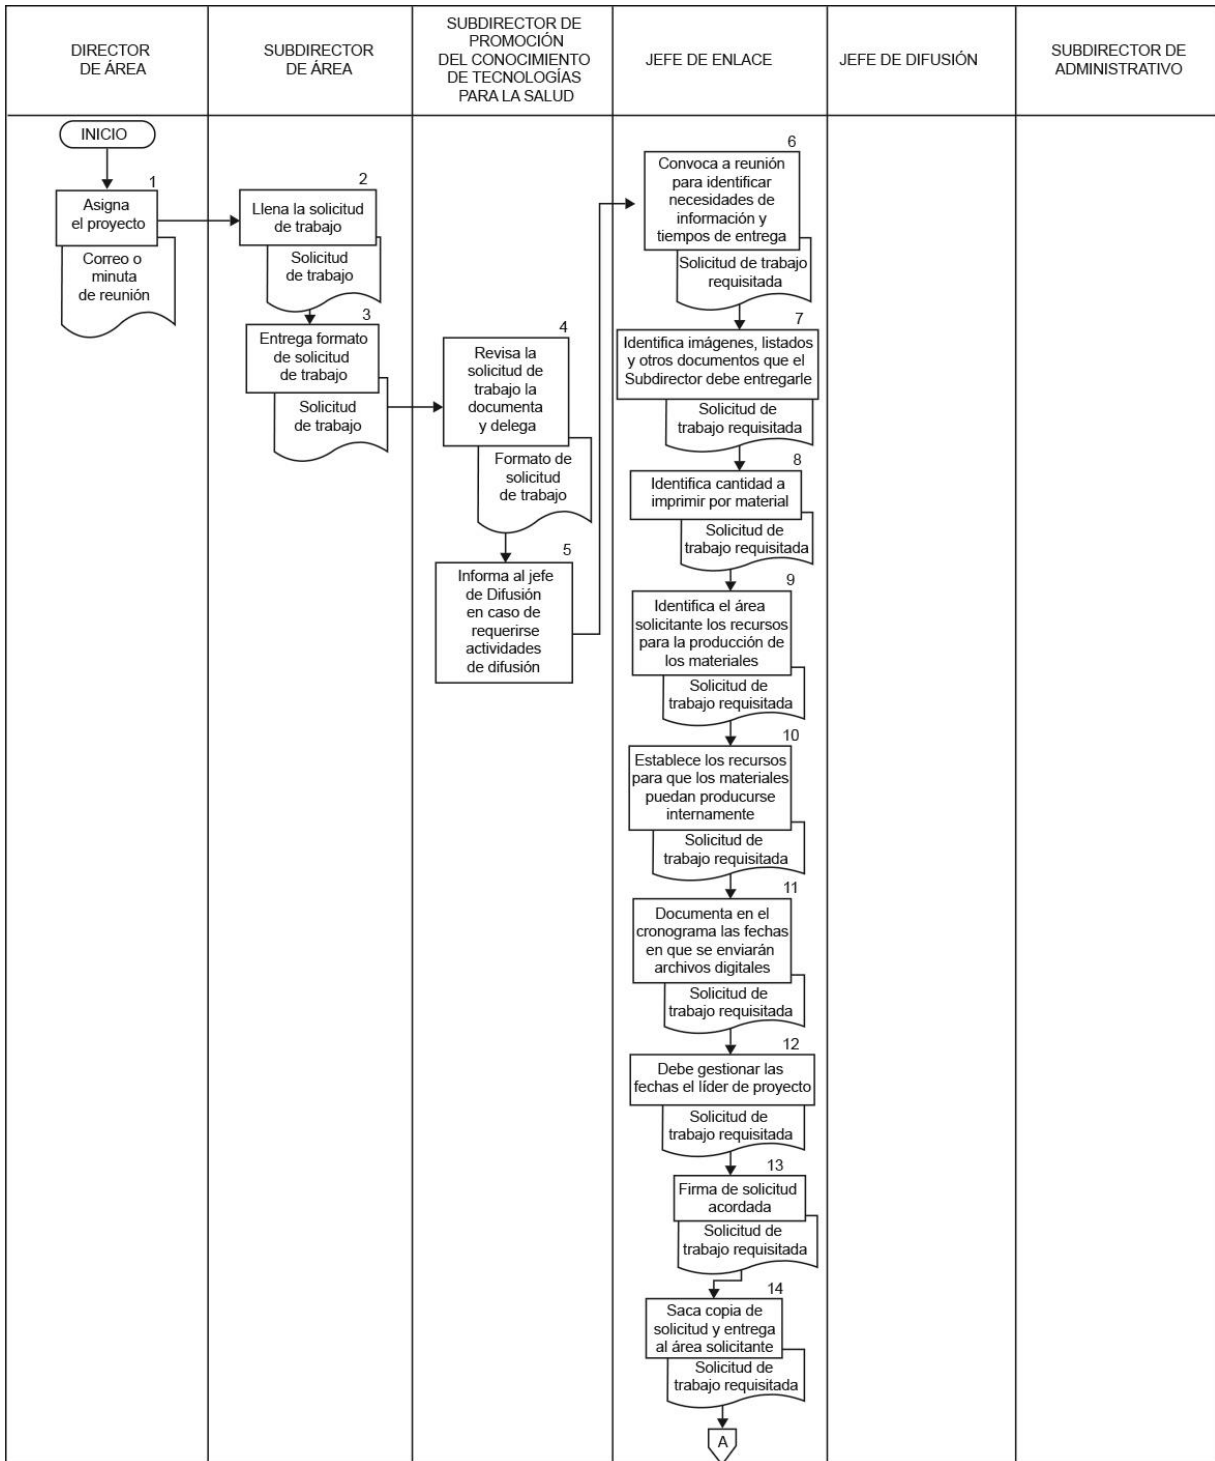 DIRECTOR
DE ÁREA
SUBDIRECTOR
DE ÁREA
SUBDIRECTOR DE
PROMOCIÓN
DEL CONOCIMIENTO
DE TECNOLOGÍAS
PARA LA SALUD
JEFE DE ENLACE
JEFE DE DIFUSIÓN
SUBDIRECTOR DE
ADMINISTRATIVO
INICIO
1
Asigna
el proyecto
Correo o
minuta
de reunión
2
Llena la solicitud
de trabajo
Solicitud
de trabajo
3
Entrega formato
de solicitud
de trabajo
Solicitud
de trabajo
4
Revisa la
solicitud de
trabajo la
documenta
y delega
Formato de
solicitud
de trabajo
5
Informa al jefe
de Difusión
en caso de
requerirse
actividades
de difusión
6
Convoca a reunión
para identificar
necesidades de
información y
tiempos de entrega
Solicitud de trabajo
requisitada
7
Identifica imágenes, listados
y otros documentos que el
Subdirector debe entregarle
Solicitud de
trabajo requisitada
8
Identifica cantidad a
imprimir por material
Solicitud de
trabajo requisitada
9
Identifica el área
solicitante los recursos
para la producción de
los materiales
Solicitud de
trabajo requisitada
10
Establece los recursos
para que los materiales
puedan producurse
internamente
Solicitud de
trabajo requisitada
11
Documenta en el
cronograma las fechas
en que se enviarán
archivos digitales
Solicitud de
trabajo requisitada
12
Debe gestionar las
fechas el líder de proyecto
Solicitud de
trabajo requisitada
13
Firma de solicitud
acordada
Solicitud de
trabajo requisitada
14
Saca copia de
solicitud y entrega
al área solicitante
Solicitud de
trabajo requisitada
A